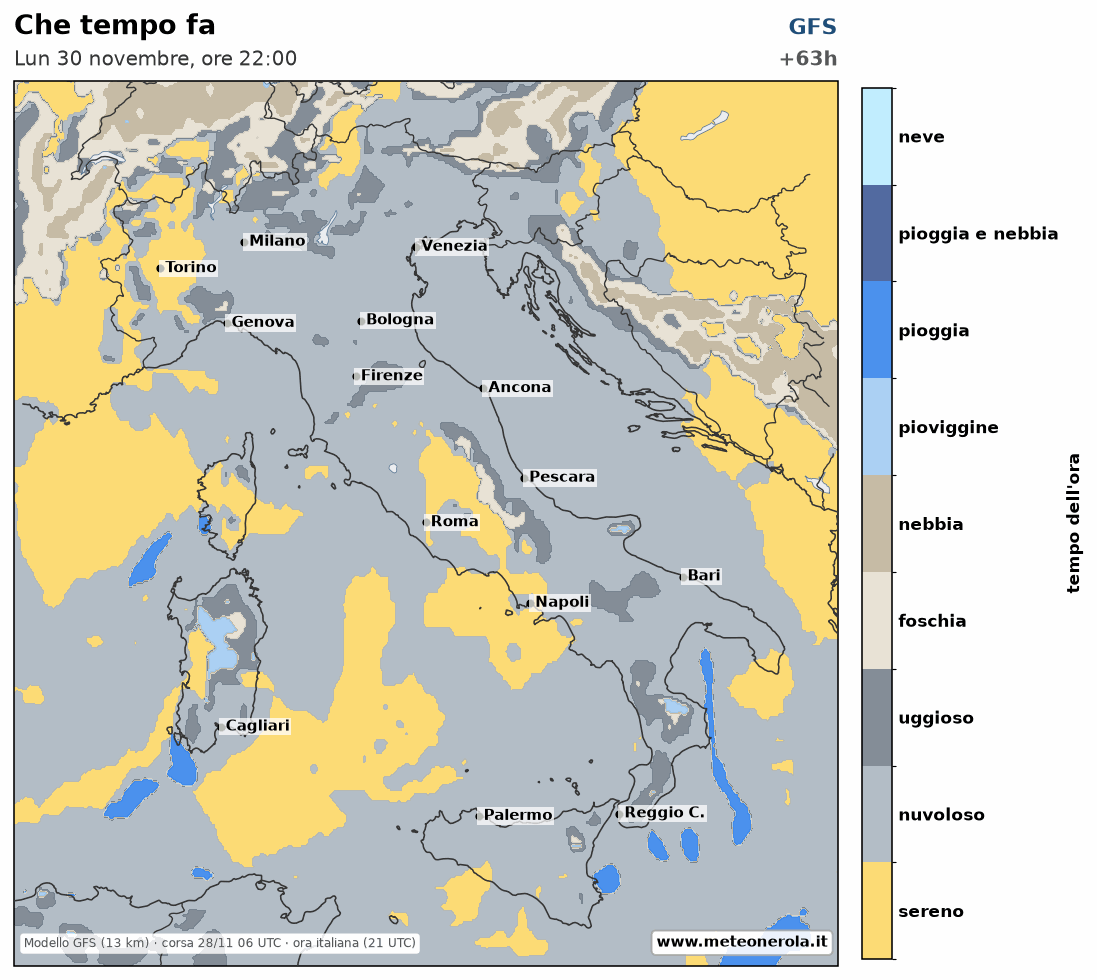 Che tempo fa
GFS
Lun 30 novembre, ore 22:00
+63h
Milano
Venezia
Torino
Genova
Bologna
Firenze
Ancona
Pescara
Roma
Bari
Napoli
Cagliari
Palermo
Reggio C.
neve
pioggia e nebbia
pioggia
pioviggine
nebbia
foschia
uggioso
nuvoloso
sereno
tempo dell'ora
Modello GFS (13 km) · corsa 28/11 06 UTC · ora italiana (21 UTC)
www.meteonerola.it